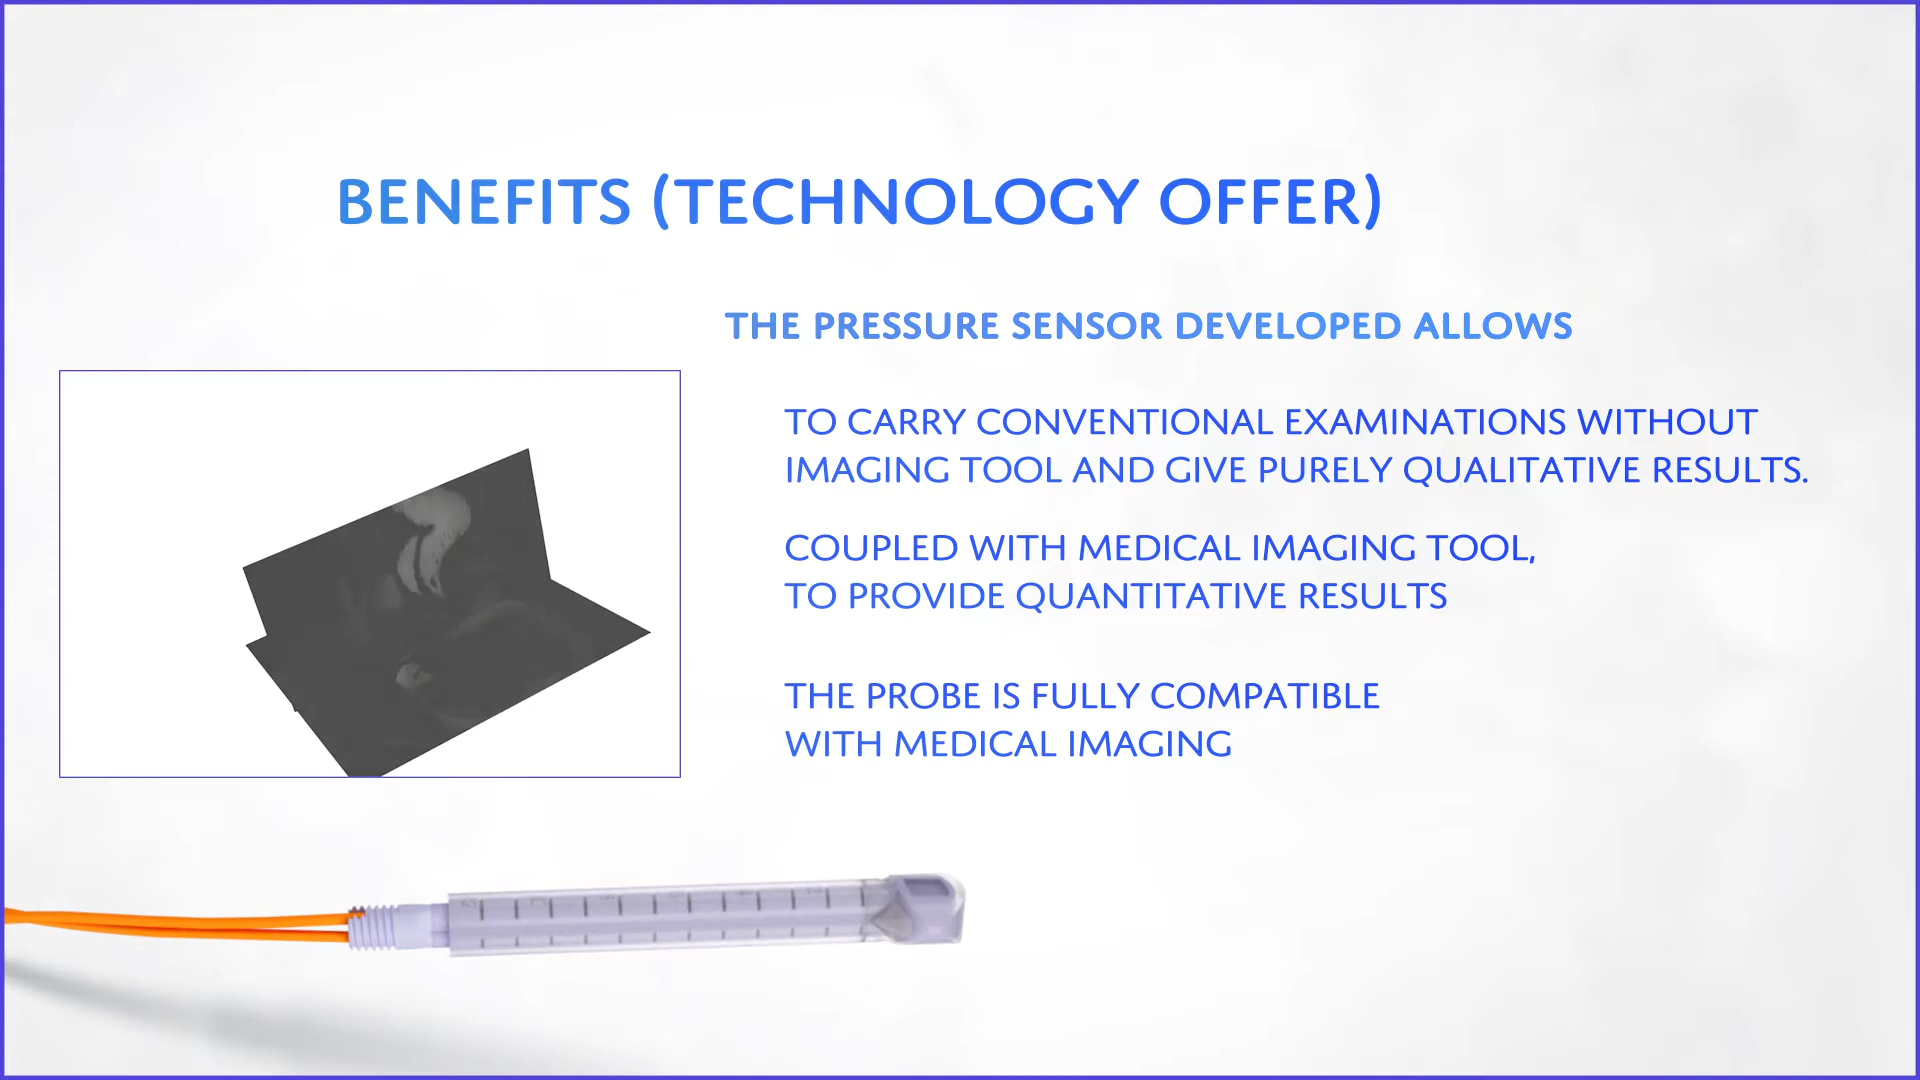 BENEFITS (TECHNOLOGY OFFER)
THE PRESSURE SENSOR DEVELOPED ALLOWS
TO CARRY CONVENTIONAL EXAMINATIONS WITHOUT
IMAGING TOOL AND GIVE PURELY QUALITATIVE RESULTS.
COUPLED WITH MEDICAL IMAGING TOOL,
TO PROVIDE QUANTITATIVE RESULTS
THE PROBE IS FULLY COMPATIBLE
WITH MEDICAL IMAGING